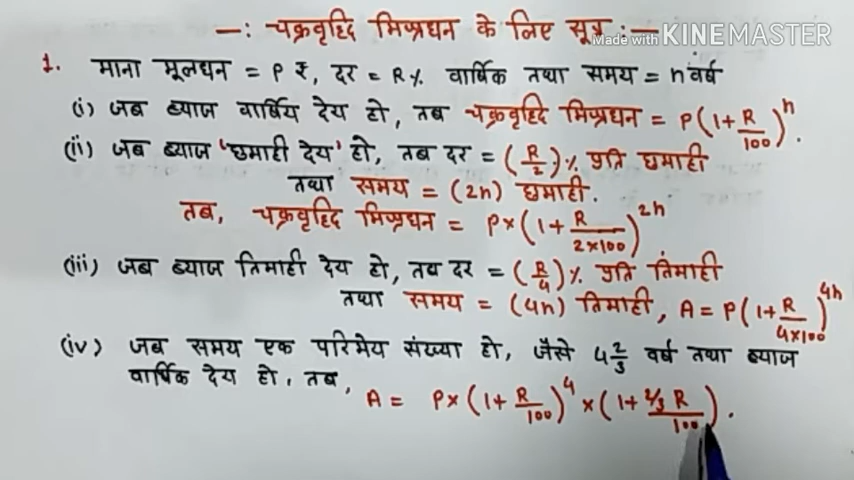 —: चक्रवृद्दि मिश्रधन के लिए सूत्र :—
Made with KINEMASTER
1. माना मूलधन = P ₹, दर = R% वार्षिक तथा समय = n वर्ष
(i) जब ब्याज वार्षिय देय हो, तब चक्रवृद्दि मिश्रधन = P(1+R/100)^n.
(ii) जब ब्याज 'छमाही देय' हो, तब दर = (R/2)% प्रति छमाही
तथा समय = (2n) छमाही.
तब, चक्रवृद्दि मिश्रधन = P×(1+R/2×100)^2n
(iii) जब ब्याज तिमाही देय हो, तब दर = (R/4)% प्रति तिमाही
तथा समय = (4n) तिमाही, A = P(1+R/4×100)^4n
(iv) जब समय एक परिमेय संख्या हो, जैसे 4 2/3 वर्ष तथा ब्याज
वार्षिक देय हो, तब,
A = P×(1+R/100)^4×(1+2/3 R/100).